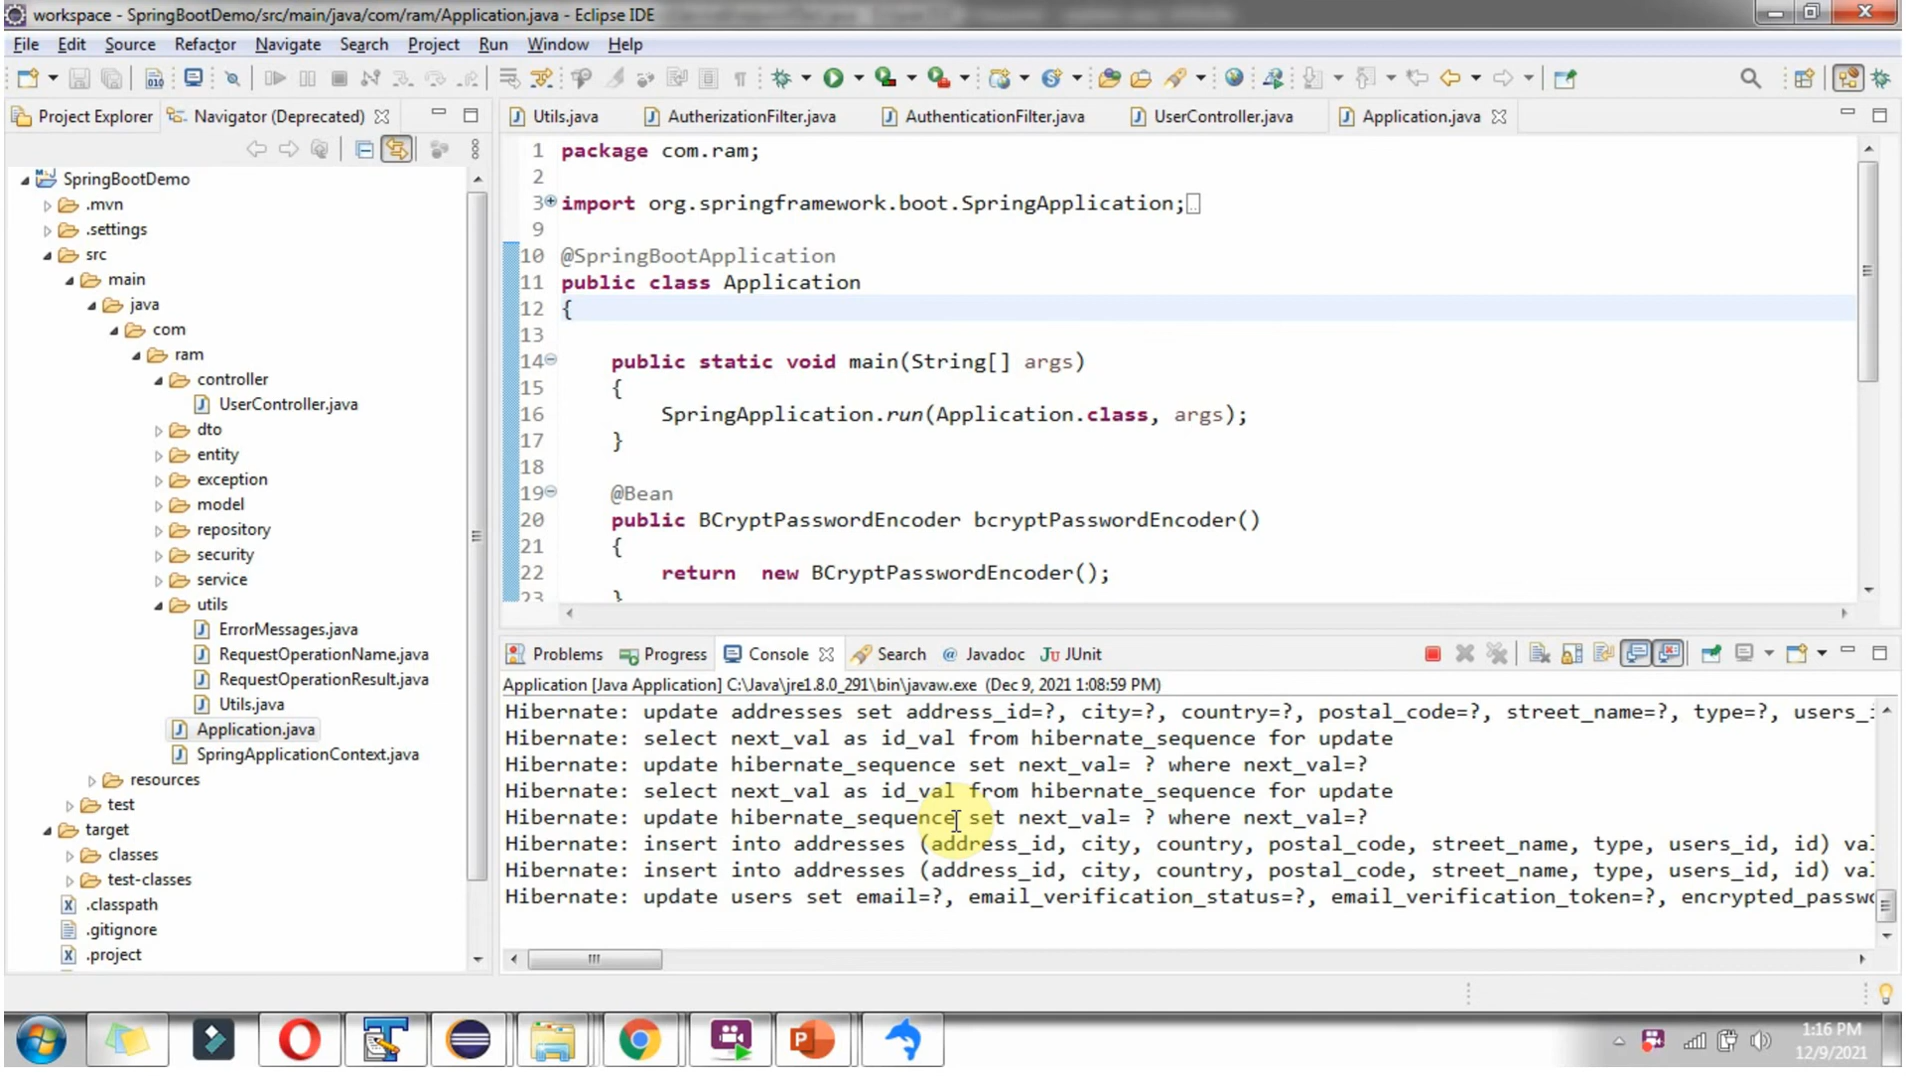 workspace - SpringBootDemo/src/main/java/com/ram/Application.java - Eclipse IDE
File Edit Source Refactor Navigate Search Project Run Window Help
Project Explorer Navigator (Deprecated)
Utils.java AutherizationFilter.java AuthenticationFilter.java UserController.java Application.java
SpringBootDemo
.mvn
.settings
src
main
java
com
ram
controller
UserController.java
dto
entity
exception
model
repository
security
service
utils
ErrorMessages.java
RequestOperationName.java
RequestOperationResult.java
Utils.java
Application.java
SpringApplicationContext.java
resources
test
target
classes
test-classes
.classpath
.gitignore
.project
1 package com.ram;
2
3 import org.springframework.boot.SpringApplication;
9
10 @SpringBootApplication
11 public class Application
12 {
13
14 public static void main(String[] args)
15 {
16 SpringApplication.run(Application.class, args);
17 }
18
19 @Bean
20 public BCryptPasswordEncoder bcryptPasswordEncoder()
21 {
22 return new BCryptPasswordEncoder();
23 }
Problems Progress Console Search @ Javadoc JUnit
Application [Java Application] C:\Java\jre1.8.0_291\bin\javaw.exe (Dec 9, 2021 1:08:59 PM)
Hibernate: update addresses set address_id=?, city=?, country=?, postal_code=?, street_name=?, type=?, users_i
Hibernate: select next_val as id_val from hibernate_sequence for update
Hibernate: update hibernate_sequence set next_val= ? where next_val=?
Hibernate: select next_val as id_val from hibernate_sequence for update
Hibernate: update hibernate_sequence set next_val= ? where next_val=?
Hibernate: insert into addresses (address_id, city, country, postal_code, street_name, type, users_id, id) val
Hibernate: insert into addresses (address_id, city, country, postal_code, street_name, type, users_id, id) val
Hibernate: update users set email=?, email_verification_status=?, email_verification_token=?, encrypted_passwo
1:16 PM
12/9/2021